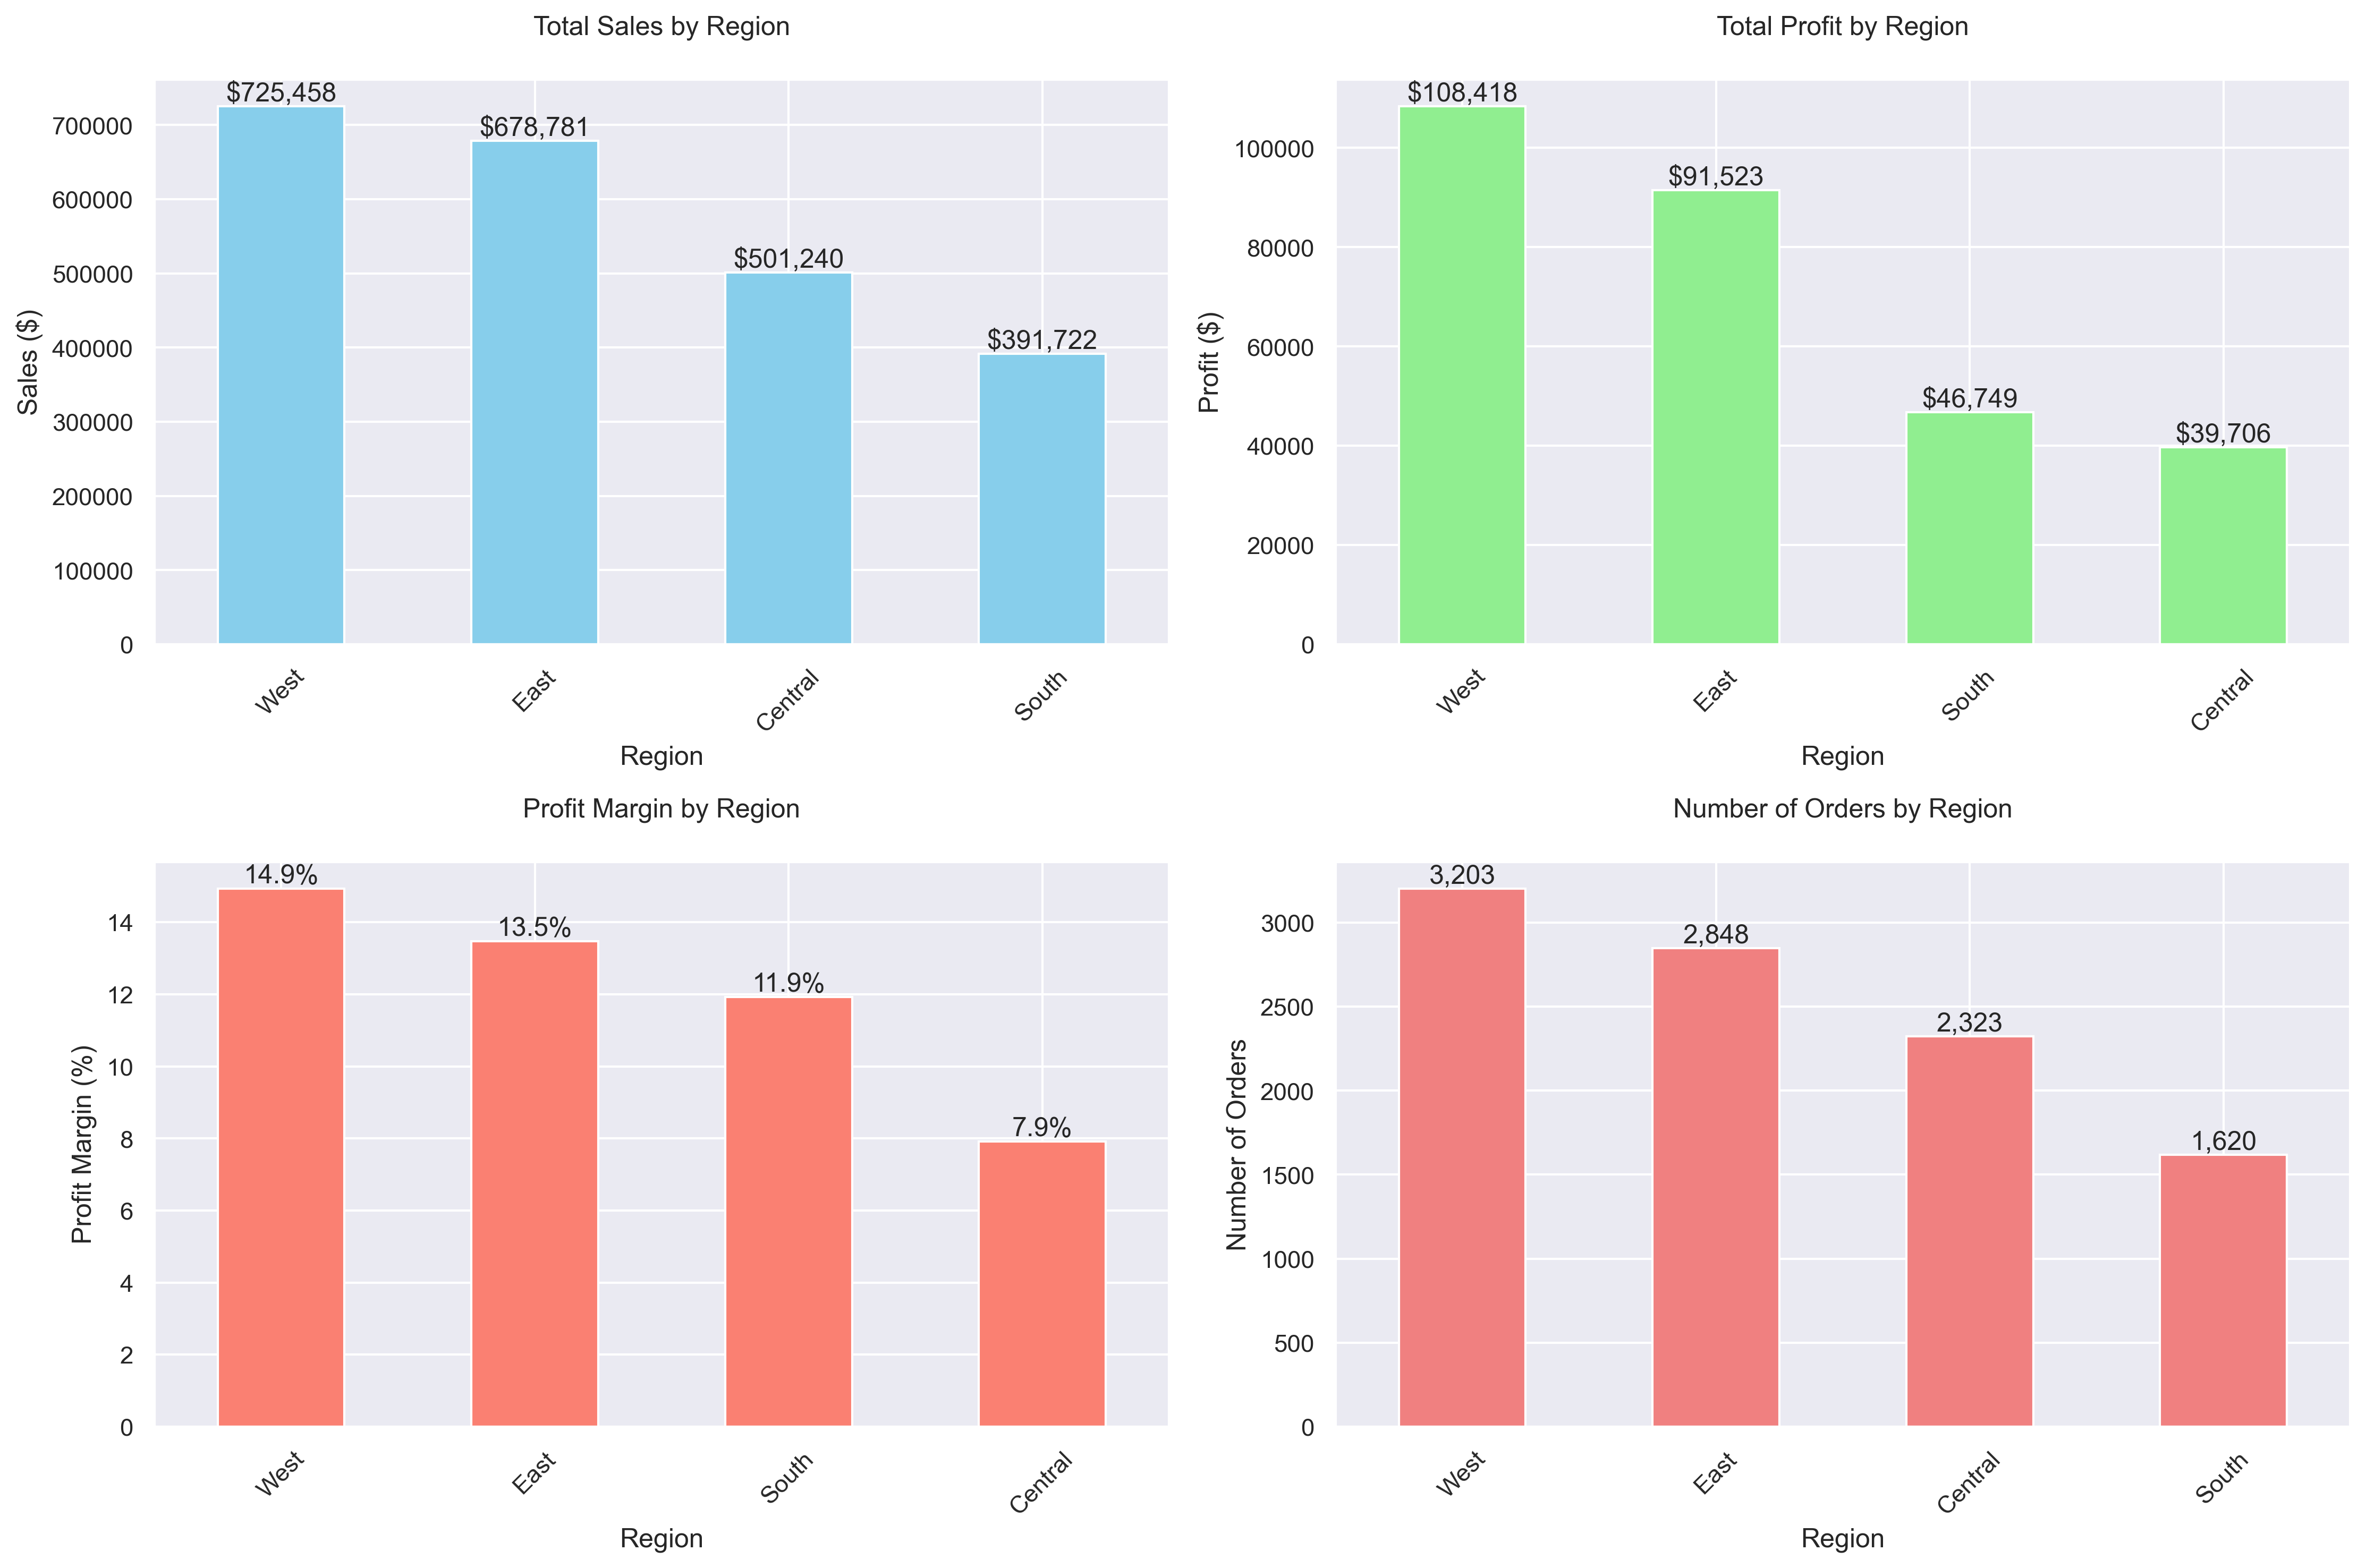 Total Sales by Region
$725,458
$678,781
$501,240
$391,722
700000
600000
500000
400000
300000
200000
100000
0
Sales ($)
West
East
Central
South
Region
Total Profit by Region
$108,418
$91,523
$46,749
$39,706
100000
80000
60000
40000
20000
0
Profit ($)
West
East
South
Central
Region
Profit Margin by Region
14.9%
13.5%
11.9%
7.9%
14
12
10
8
6
4
2
0
Profit Margin (%)
West
East
South
Central
Region
Number of Orders by Region
3,203
2,848
2,323
1,620
3000
2500
2000
1500
1000
500
0
Number of Orders
West
East
Central
South
Region